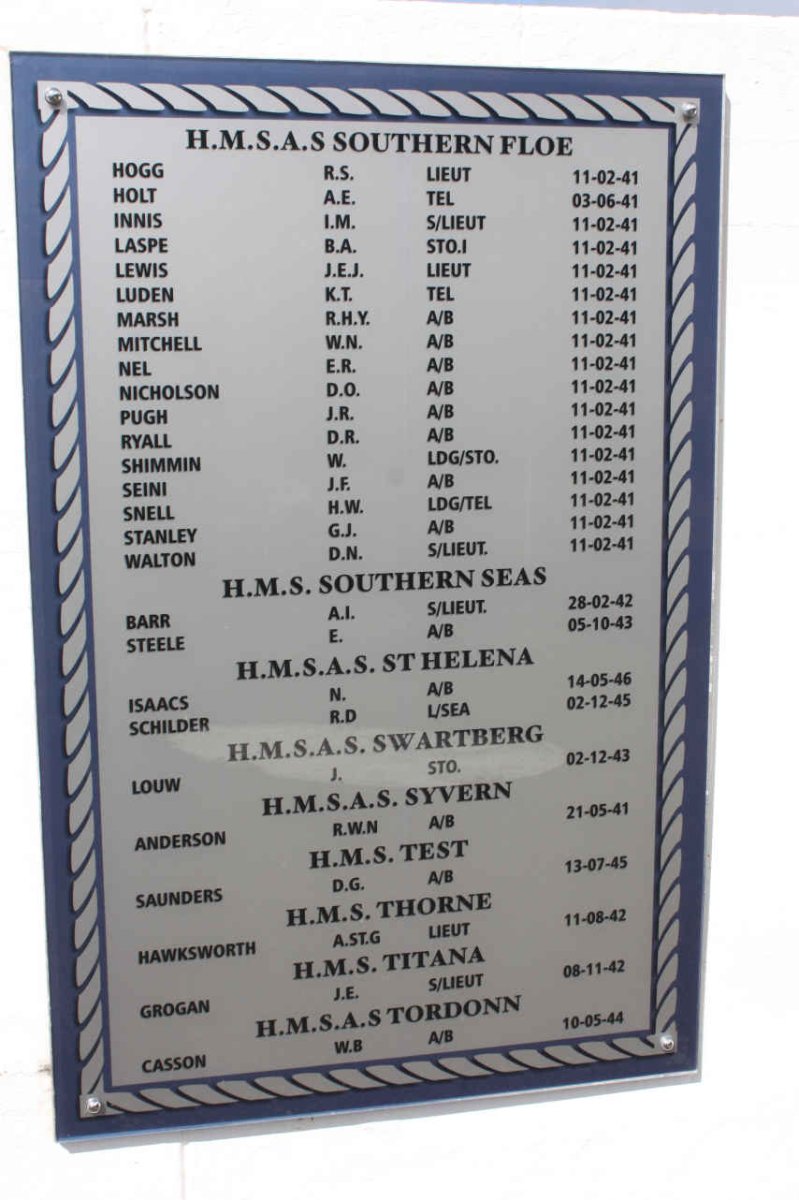 H.M.S.A.S SOUTHERN FLOE
HOGG R.S. LIEUT 11-02-41
HOLT A.E. TEL 03-06-41
INNIS I.M. S/LIEUT 11-02-41
LASPE B.A. STO.I 11-02-41
LEWIS J.E.J. LIEUT 11-02-41
LUDEN K.T. TEL 11-02-41
MARSH R.H.Y. A/B 11-02-41
MITCHELL W.N. A/B 11-02-41
NEL E.R. A/B 11-02-41
NICHOLSON D.O. A/B 11-02-41
PUGH J.R. A/B 11-02-41
RYALL D.R. A/B 11-02-41
SHIMMIN W. LDG/STO. 11-02-41
SEINI J.F. A/B 11-02-41
SNELL H.W. LDG/TEL 11-02-41
STANLEY G.J. A/B 11-02-41
WALTON D.N. S/LIEUT. 11-02-41
H.M.S. SOUTHERN SEAS
BARR A.I. S/LIEUT. 28-02-42
STEELE E. A/B 05-10-43
H.M.S.A.S. ST HELENA
ISAACS N. A/B 14-05-46
SCHILDER R.D L/SEA 02-12-45
H.M.S.A.S. SWARTBERG
LOUW J. STO. 02-12-43
H.M.S.A.S. SYVERN
ANDERSON R.W.N A/B 21-05-41
H.M.S. TEST
SAUNDERS D.G. A/B 13-07-45
H.M.S. THORNE
HAWKSWORTH A.ST.G LIEUT 11-08-42
H.M.S. TITANA
GROGAN J.E. S/LIEUT 08-11-42
H.M.S.A.S TORDONN
CASSON W.B A/B 10-05-44